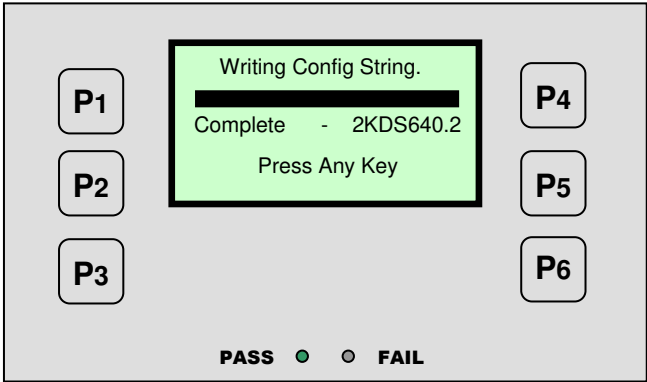 Writing Config String.
P1
P4
Complete - 2KDS640.2
Press Any Key
P2
P5
P3
P6
PASS FAIL